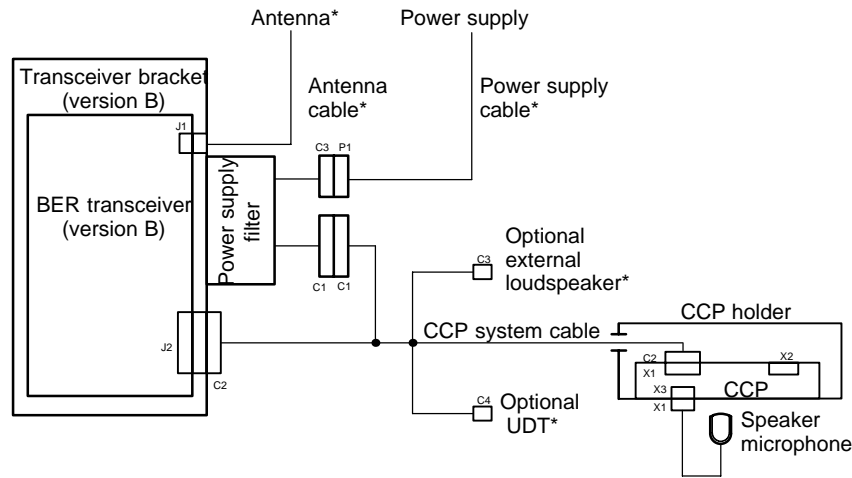 Antenna*
Power supply
Transceiver bracket
(version B)
Antenna
cable*
Power supply
cable*
J1
C3 P1
BER transceiver
(version B)
Power supply
filter
C1 C1
C3
Optional
external
loudspeaker*
CCP holder
CCP system cable
J2
C2
C2
X1
X2
CCP
X3
X1
C4
Optional
UDT*
Speaker
microphone